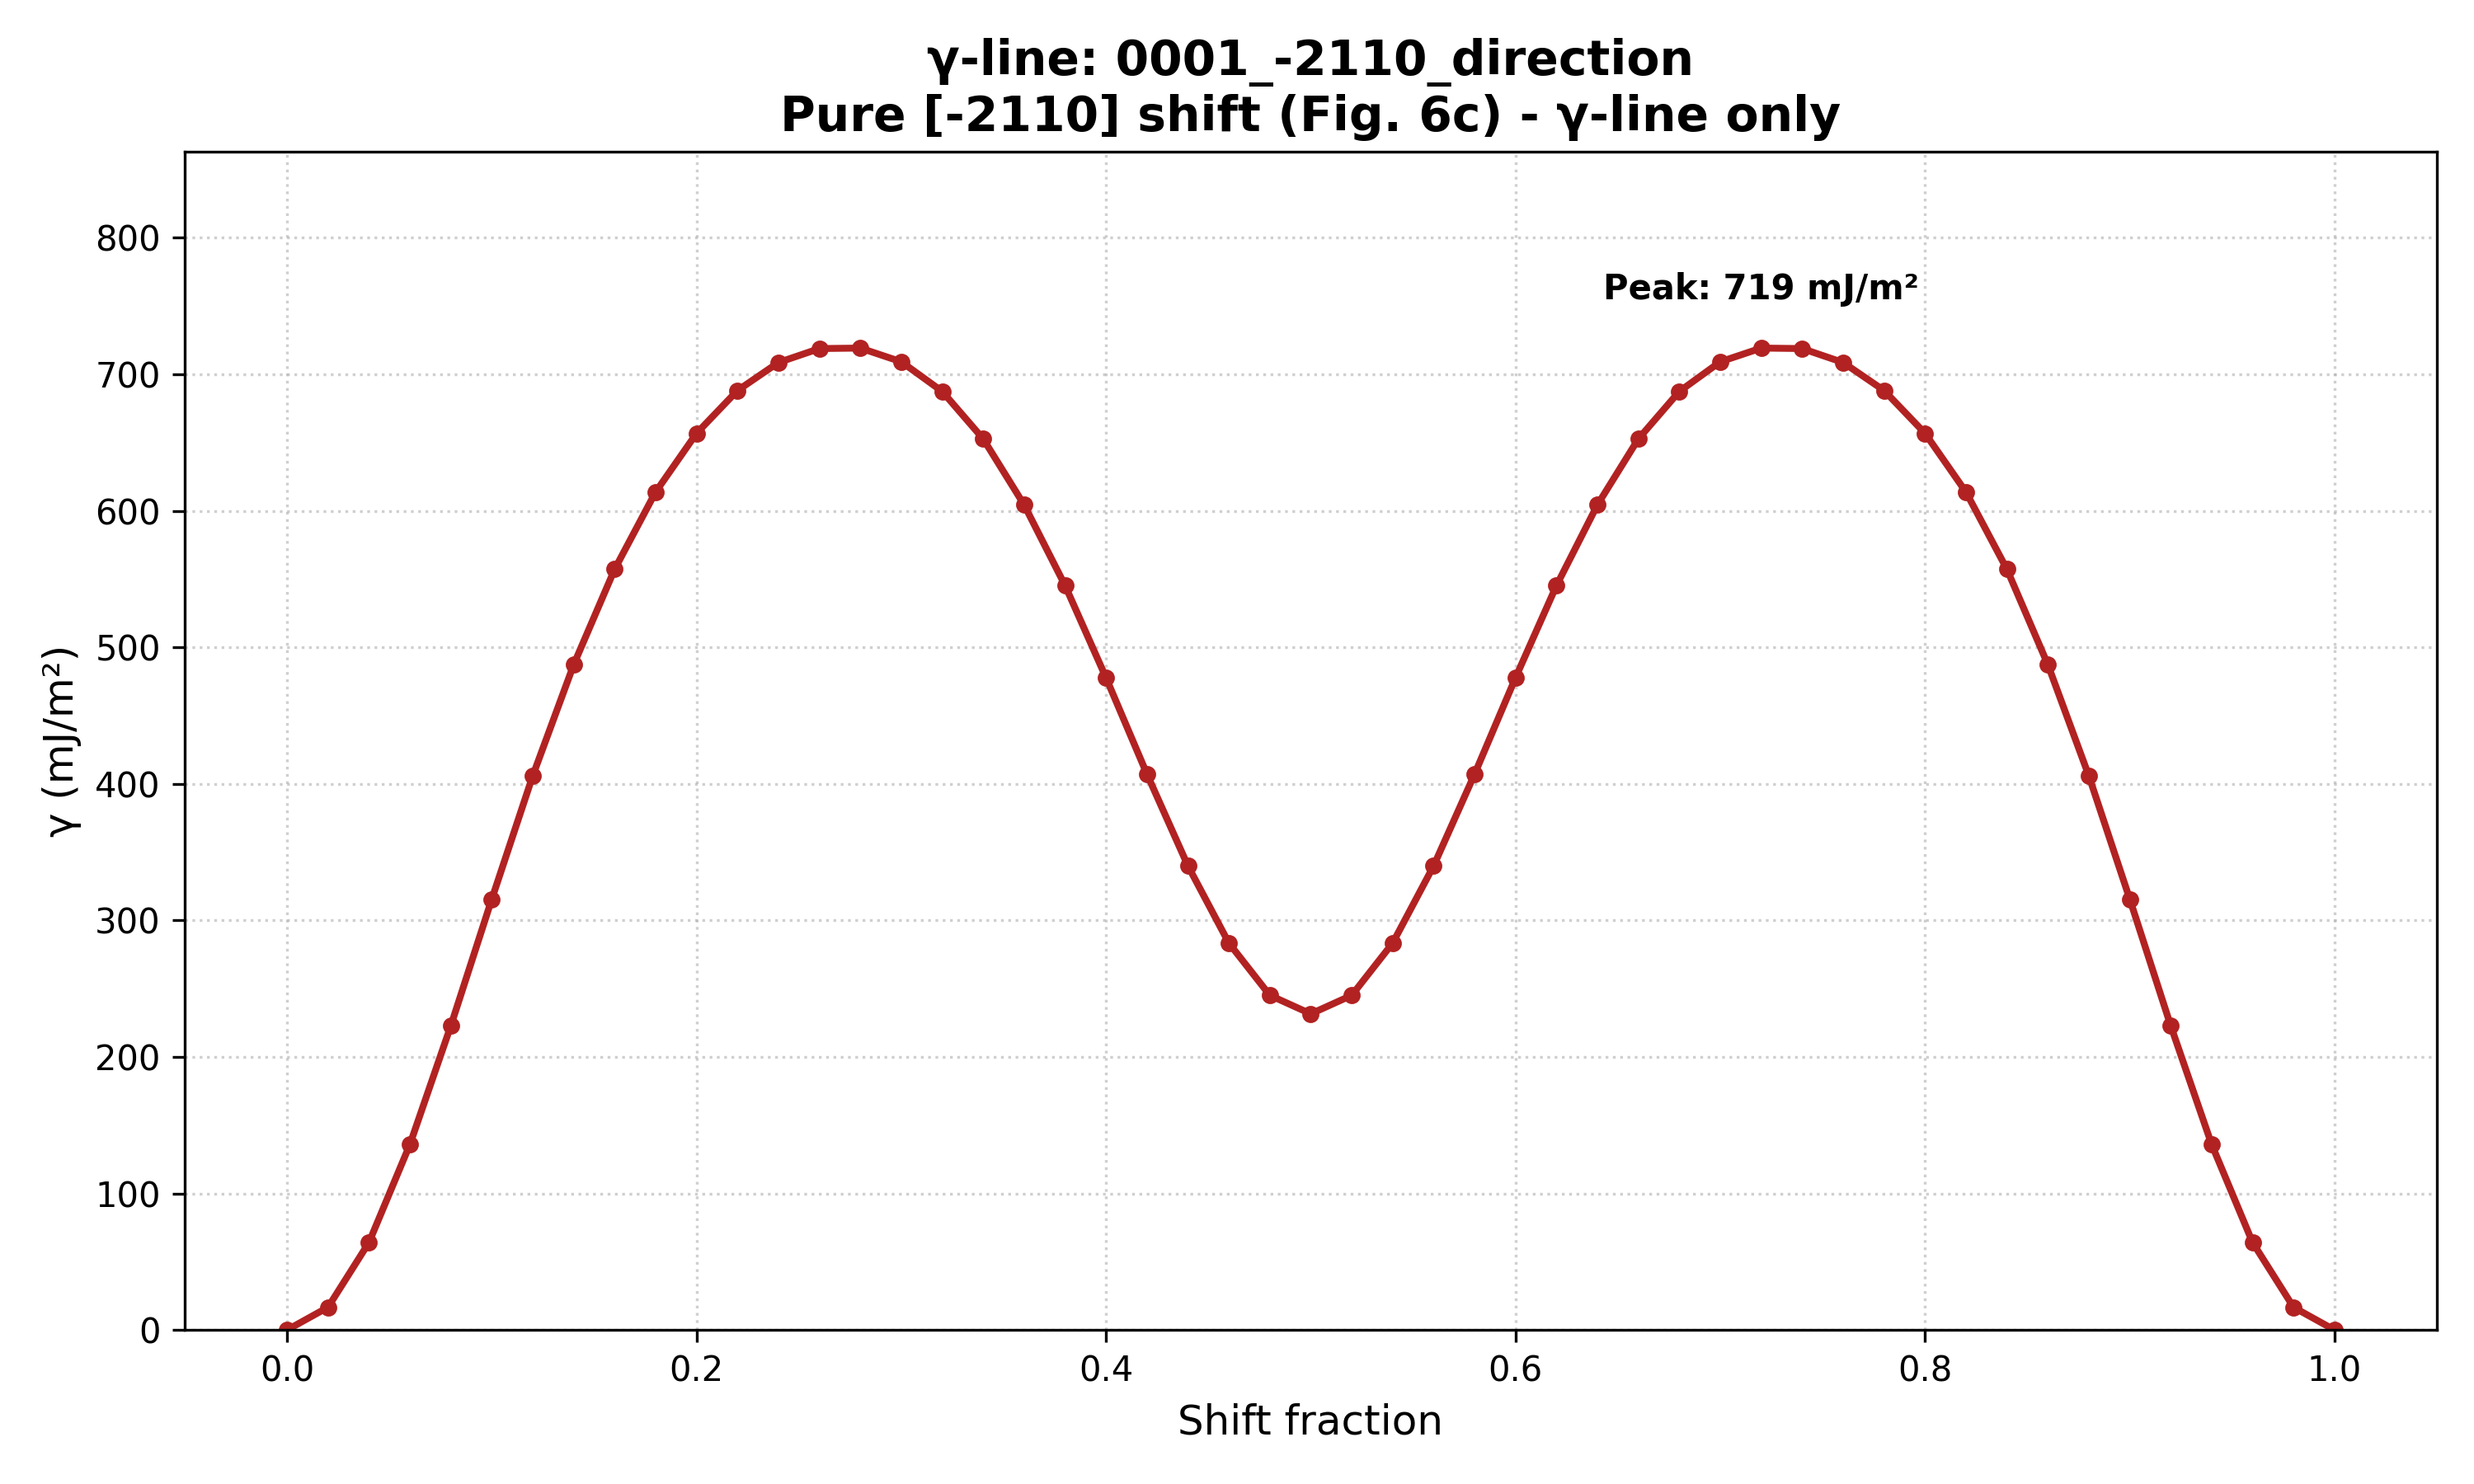 γ-line: 0001_-2110_direction
Pure [-2110] shift (Fig. 6c) - γ-line only
Peak: 719 mJ/m²
γ (mJ/m²)
800
700
600
500
400
300
200
100
0
0.0 0.2 0.4 0.6 0.8 1.0
Shift fraction